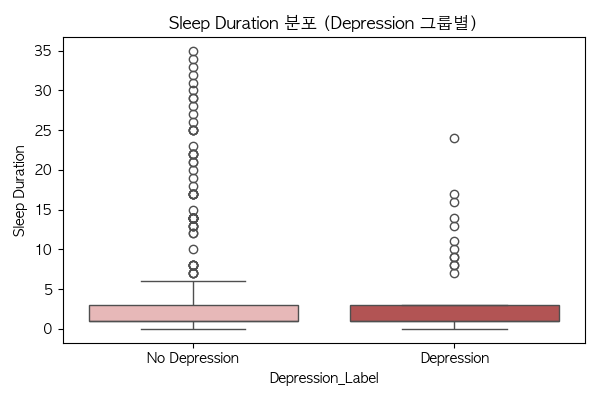 Sleep Duration 분포 (Depression 그룹별)
35
30
25
20
15
10
5
0
Sleep Duration
No Depression
Depression
Depression_Label